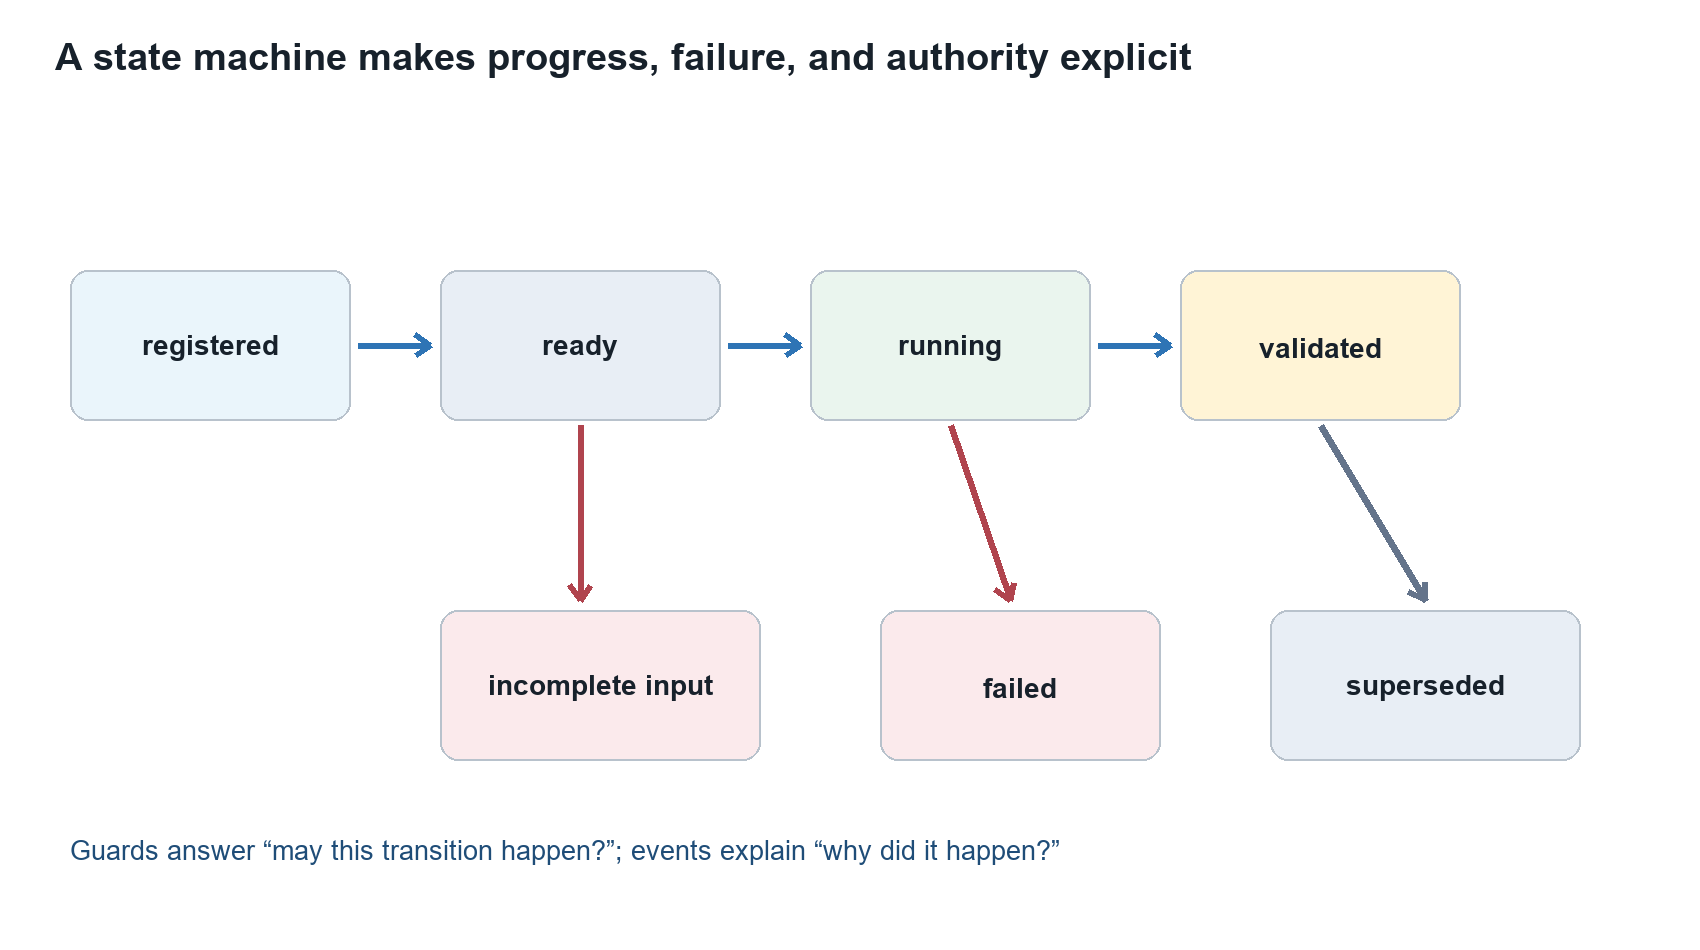 A state machine makes progress, failure, and authority explicit
registered
ready
running
validated
incomplete input
failed
superseded
Guards answer “may this transition happen?”; events explain “why did it happen?”